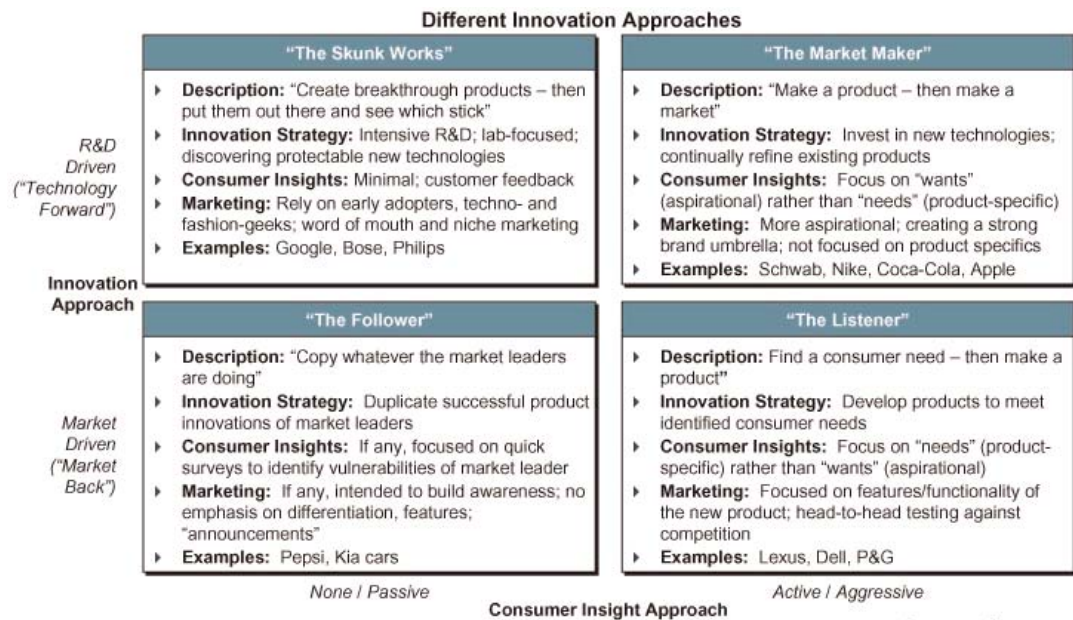 Different Innovation Approaches
“The Skunk Works”
Description: “Create breakthrough products – then
put them out there and see which stick”
Innovation Strategy: Intensive R&D; lab-focused;
discovering protectable new technologies
Consumer Insights: Minimal; customer feedback
Marketing: Rely on early adopters, techno- and
fashion-geeks; word of mouth and niche marketing
Examples: Google, Bose, Philips
“The Market Maker”
Description: “Make a product – then make a
market”
Innovation Strategy: Invest in new technologies;
continually refine existing products
Consumer Insights: Focus on “wants”
(aspirational) rather than “needs” (product-specific)
Marketing: More aspirational; creating a strong
brand umbrella; not focused on product specifics
Examples: Schwab, Nike, Coca-Cola, Apple
R&D
Driven
(“Technology
Forward”)
Innovation
Approach
Market
Driven
(“Market
Back”)
“The Follower”
Description: “Copy whatever the market leaders
are doing”
Innovation Strategy: Duplicate successful product
innovations of market leaders
Consumer Insights: If any, focused on quick
surveys to identify vulnerabilities of market leader
Marketing: If any, intended to build awareness; no
emphasis on differentiation, features;
“announcements”
Examples: Pepsi, Kia cars
“The Listener”
Description: Find a consumer need – then make a
product”
Innovation Strategy: Develop products to meet
identified consumer needs
Consumer Insights: Focus on “needs” (product-
specific) rather than “wants” (aspirational)
Marketing: Focused on features/functionality of
the new product; head-to-head testing against
competition
Examples: Lexus, Dell, P&G
None / Passive
Active / Aggressive
Consumer Insight Approach